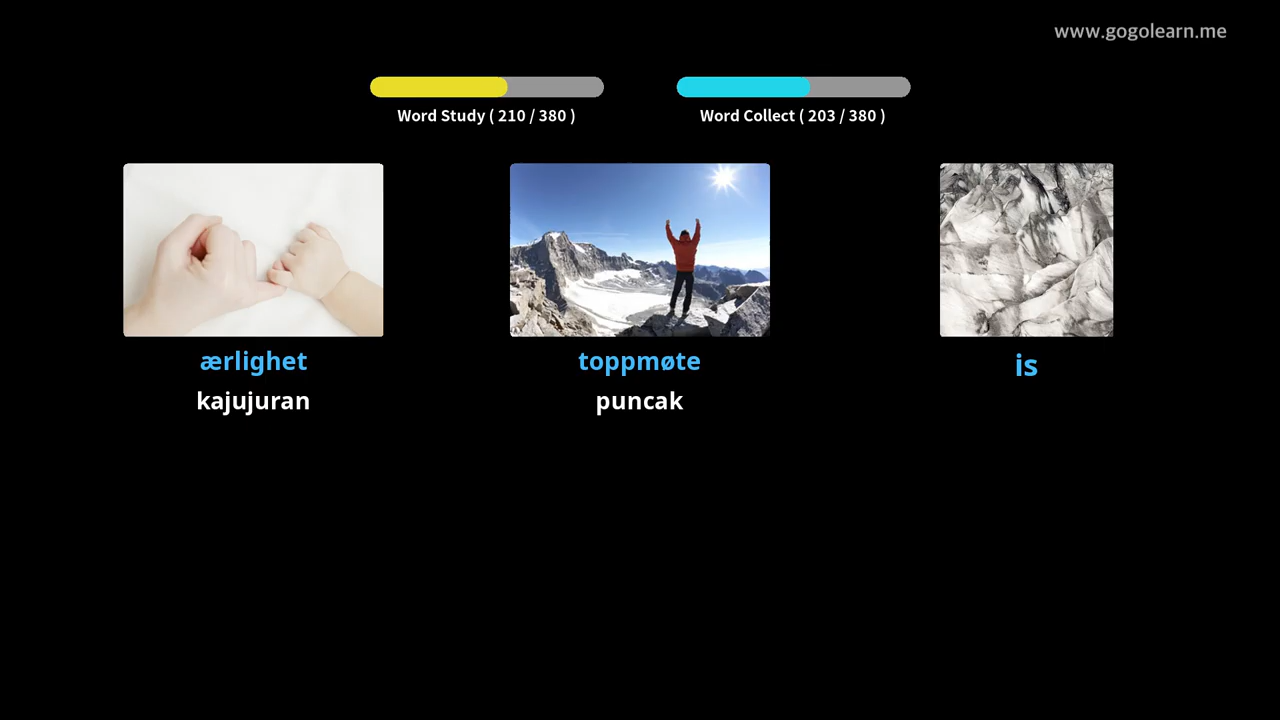 www.gogolearn.me
Word Study ( 210 / 380 )
Word Collect ( 203 / 380 )
ærlighet
kajujuran
toppmøte
puncak
is